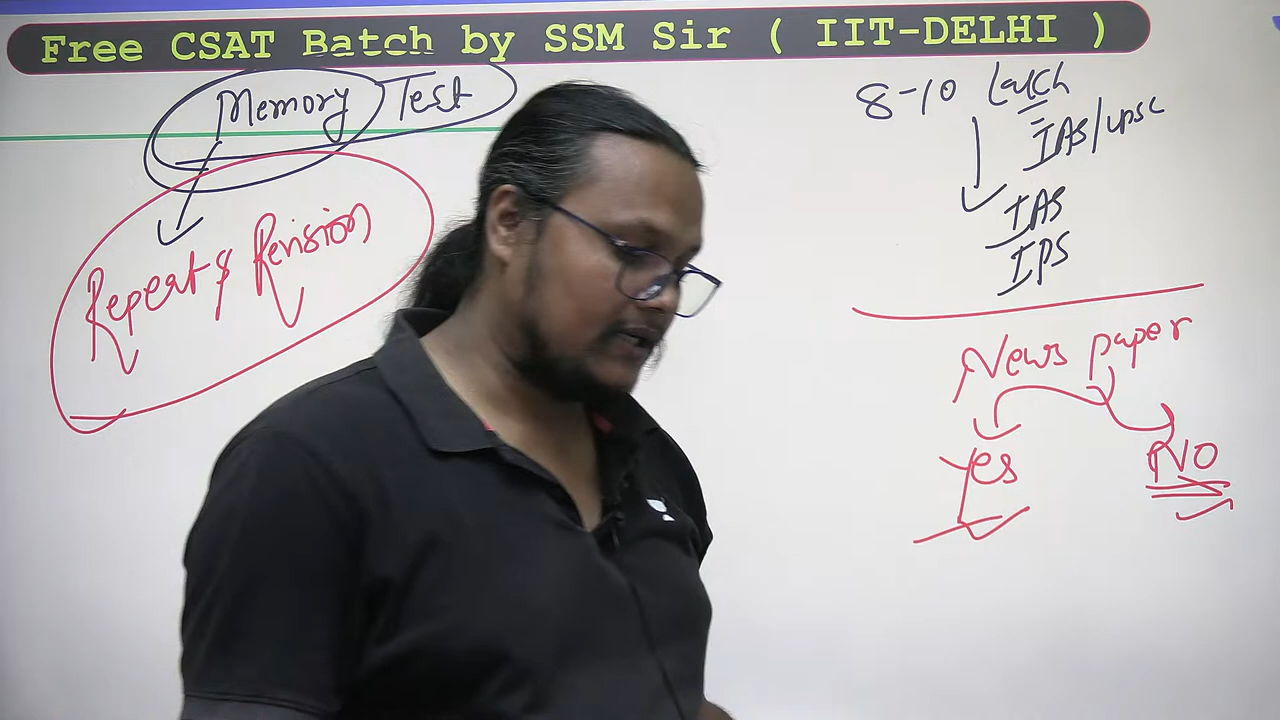 Free CSAT Batch by SSM Sir ( IIT-DELHI )
Memory Test
Repeat & Revision
8-10 Lakh
IAS/UPSC
IAS
IPS
News paper
Yes
NO